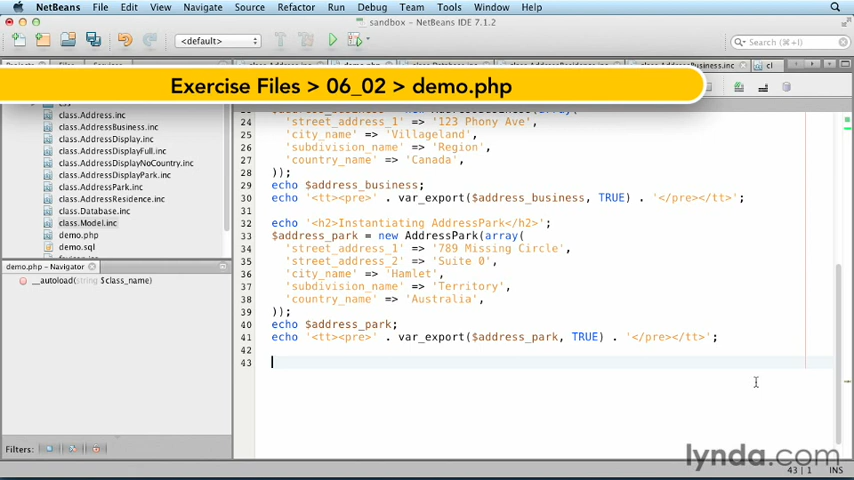 NetBeans File Edit View Navigate Source Refactor Run Debug Team Tools Window Help
sandbox - NetBeans IDE 7.1.2
<default>
Search (⌘+I)
Exercise Files > 06_02 > demo.php
class.Address.inc
class.AddressBusiness.inc
class.AddressDisplay.inc
class.AddressDisplayFull.inc
class.AddressDisplayNoCountry.inc
class.AddressDisplayPark.inc
class.AddressPark.inc
class.AddressResidence.inc
class.Database.inc
class.Model.inc
demo.php
demo.sql
demo.php - Navigator
__autoload(string $class_name)
Filters:
24 'street_address_1' => '123 Phony Ave',
25 'city_name' => 'Villageland',
26 'subdivision_name' => 'Region',
27 'country_name' => 'Canada',
28 ));
29 echo $address_business;
30 echo '<tt><pre>' . var_export($address_business, TRUE) . '</pre></tt>';
31
32 echo '<h2>Instantiating AddressPark</h2>';
33 $address_park = new AddressPark(array(
34 'street_address_1' => '789 Missing Circle',
35 'street_address_2' => 'Suite 0',
36 'city_name' => 'Hamlet',
37 'subdivision_name' => 'Territory',
38 'country_name' => 'Australia',
39 ));
40 echo $address_park;
41 echo '<tt><pre>' . var_export($address_park, TRUE) . '</pre></tt>';
42
43
lynda.com
43 | 1